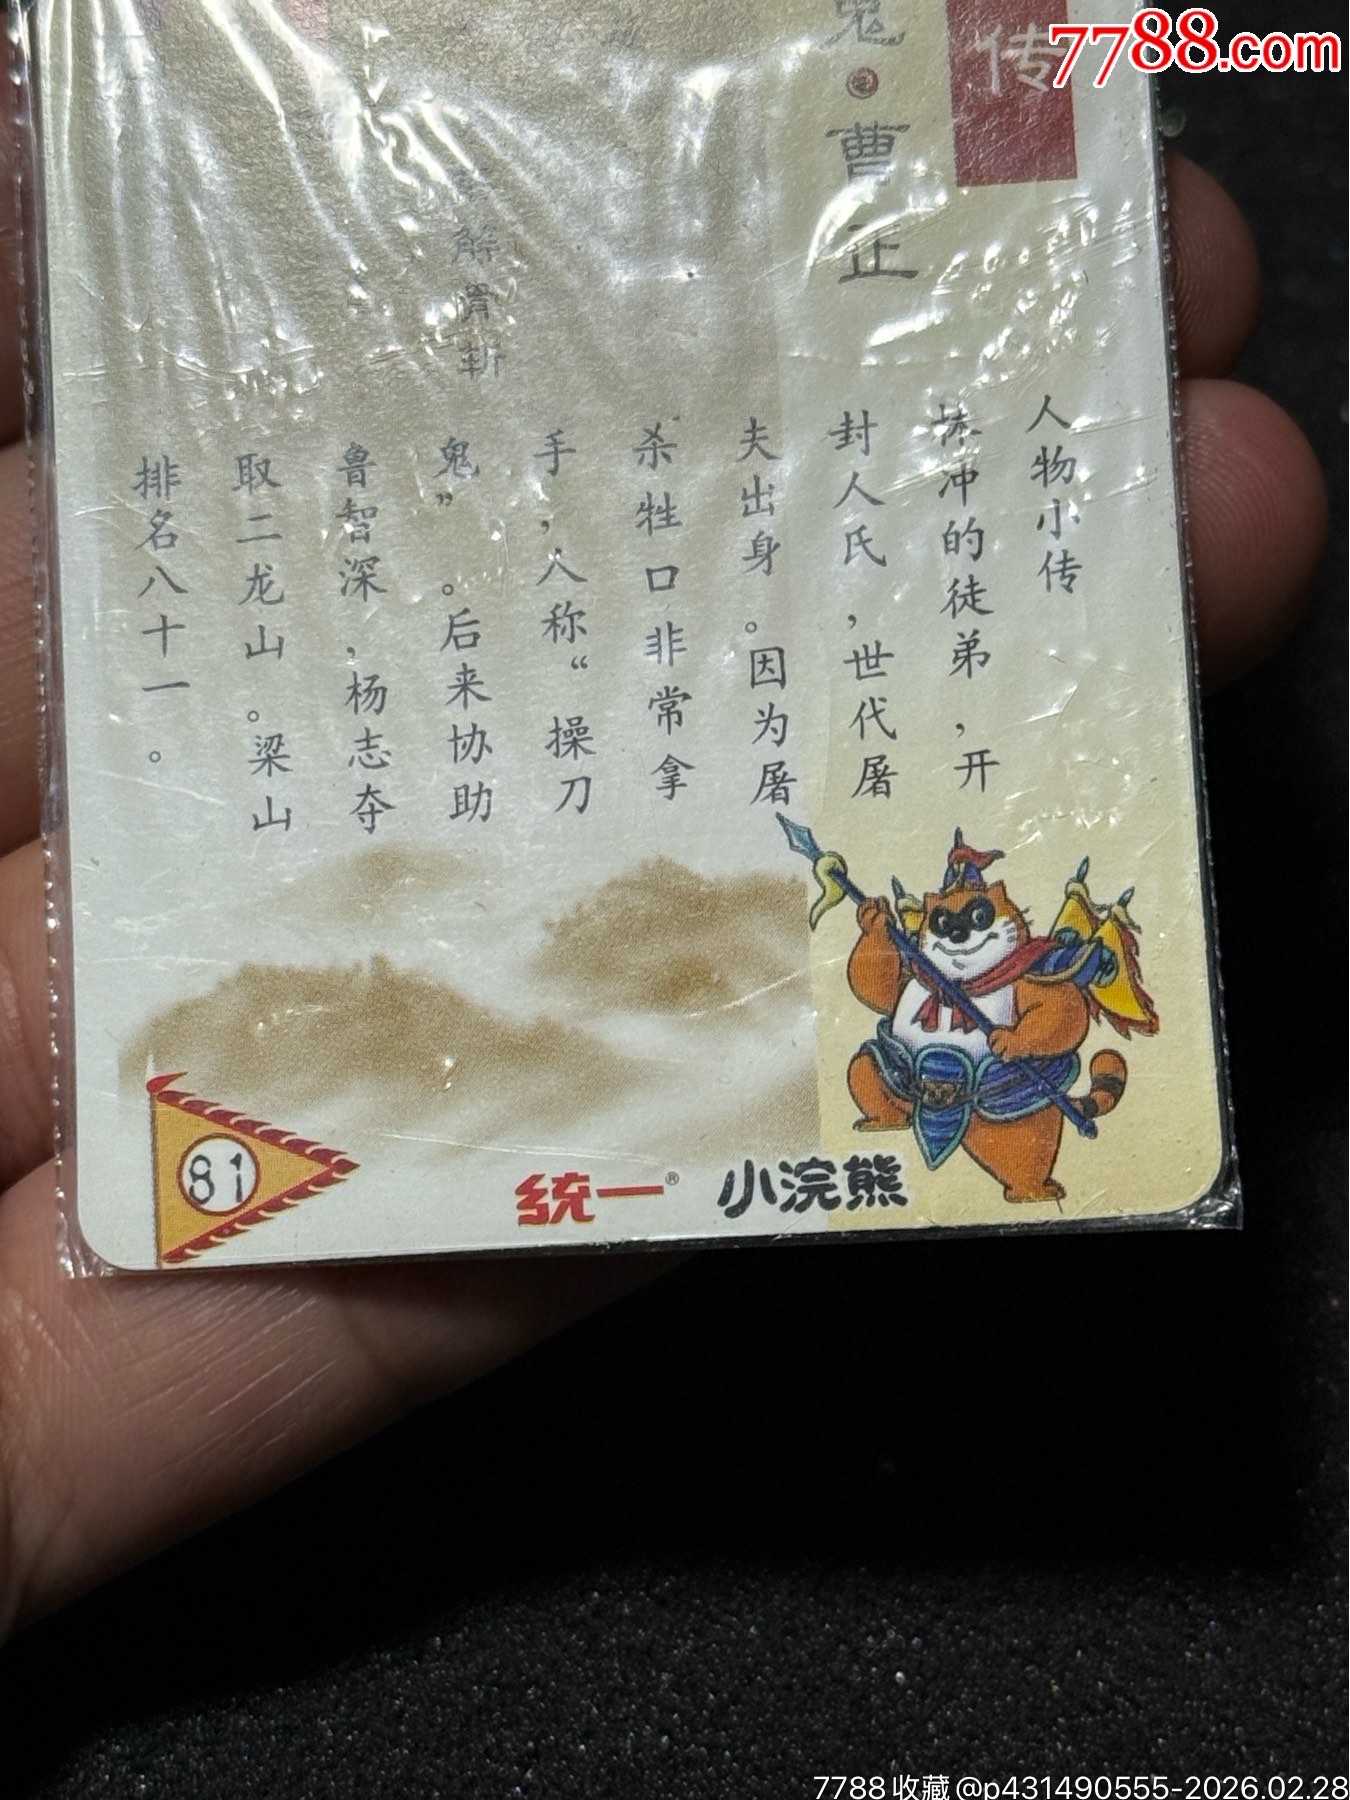 7788.com
传
鬼·曹正
解骨斩
人物小传
林冲的徒弟,开
封人氏,世代屠
夫出身。因为屠
杀牲口非常拿
手,人称“操刀
鬼”。后来协助
鲁智深,杨志夺
取二龙山。梁山
排名八十一。
81
統一®
小浣熊
7788收藏@p431490555-2026.02.28